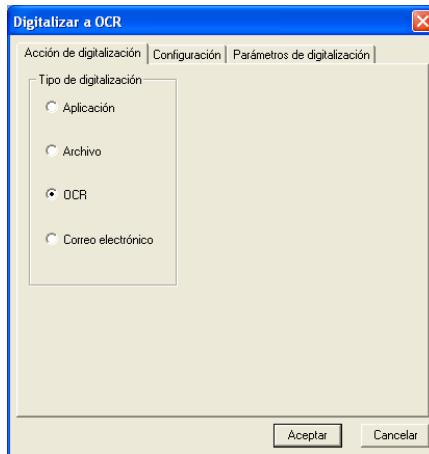 Digitalizar a OCR
Acción de digitalización Configuración Parámetros de digitalización
Tipo de digitalización
Aplicación
Archivo
OCR
Correo electrónico
Aceptar Cancelar